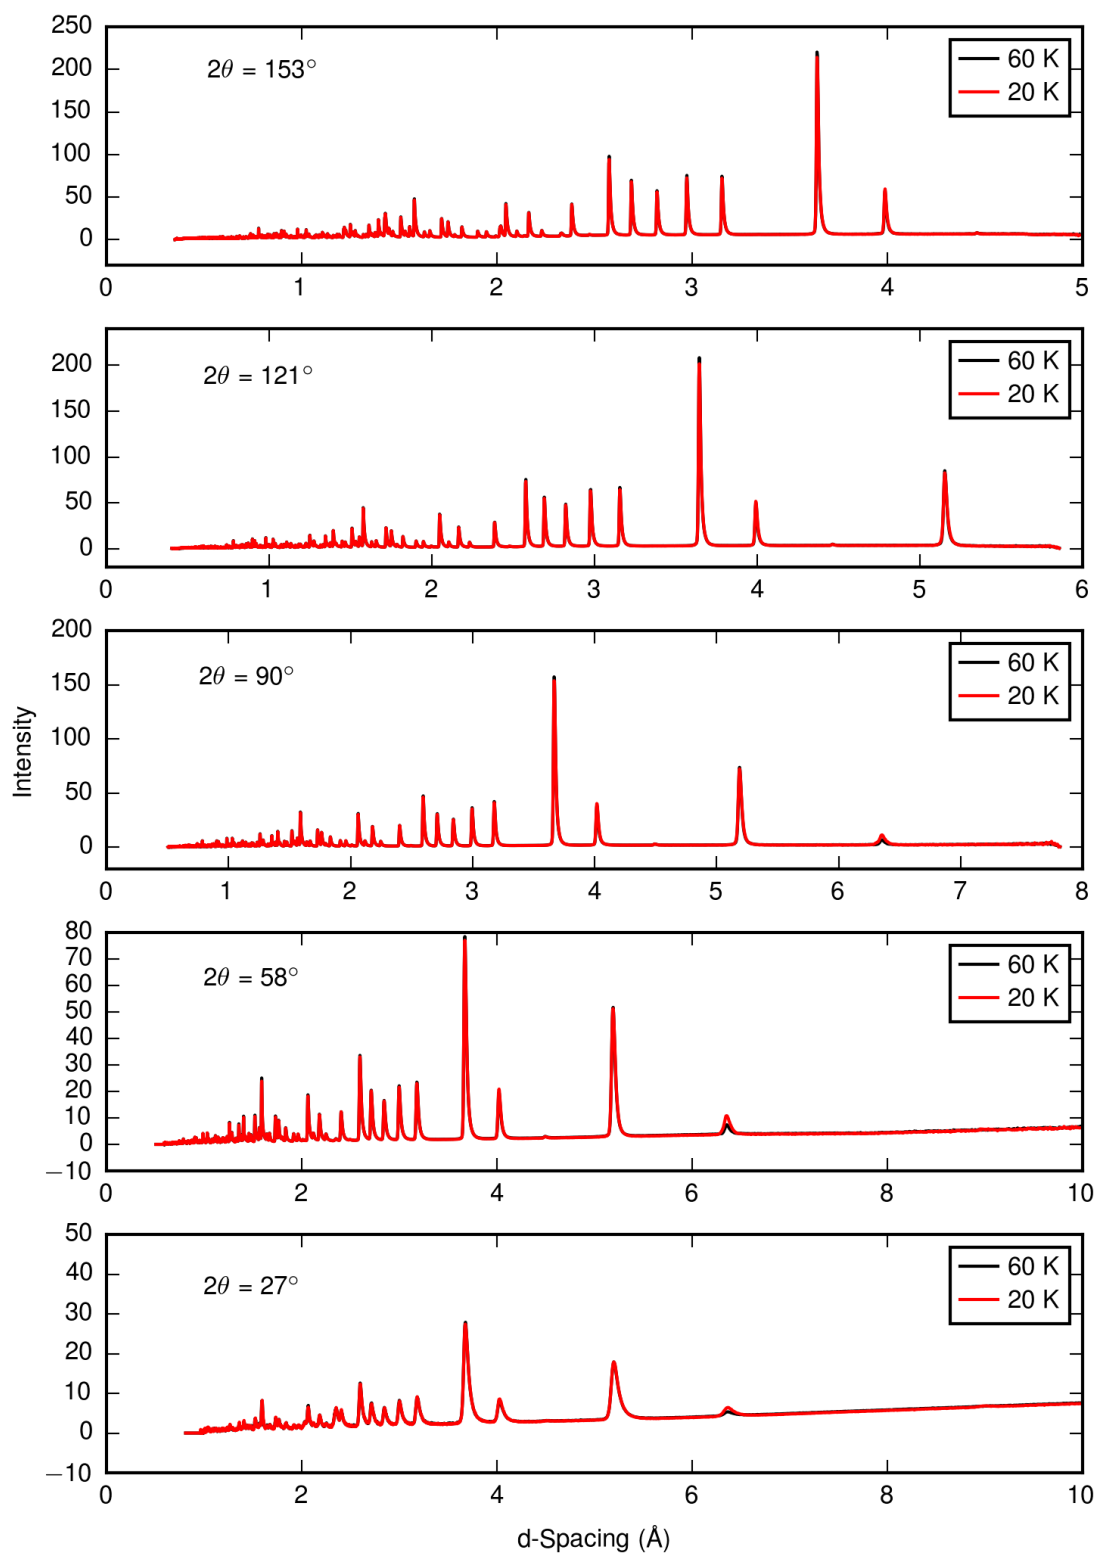 250
200
150
100
50
0
2θ = 153°
60 K
20 K
0 1 2 3 4 5
200
150
100
50
0
2θ = 121°
60 K
20 K
0 1 2 3 4 5 6
Intensity
200
150
100
50
0
2θ = 90°
60 K
20 K
0 1 2 3 4 5 6 7 8
80
70
60
50
40
30
20
10
0
−10
2θ = 58°
60 K
20 K
0 2 4 6 8 10
50
40
30
20
10
0
−10
2θ = 27°
60 K
20 K
0 2 4 6 8 10
d-Spacing (Å)